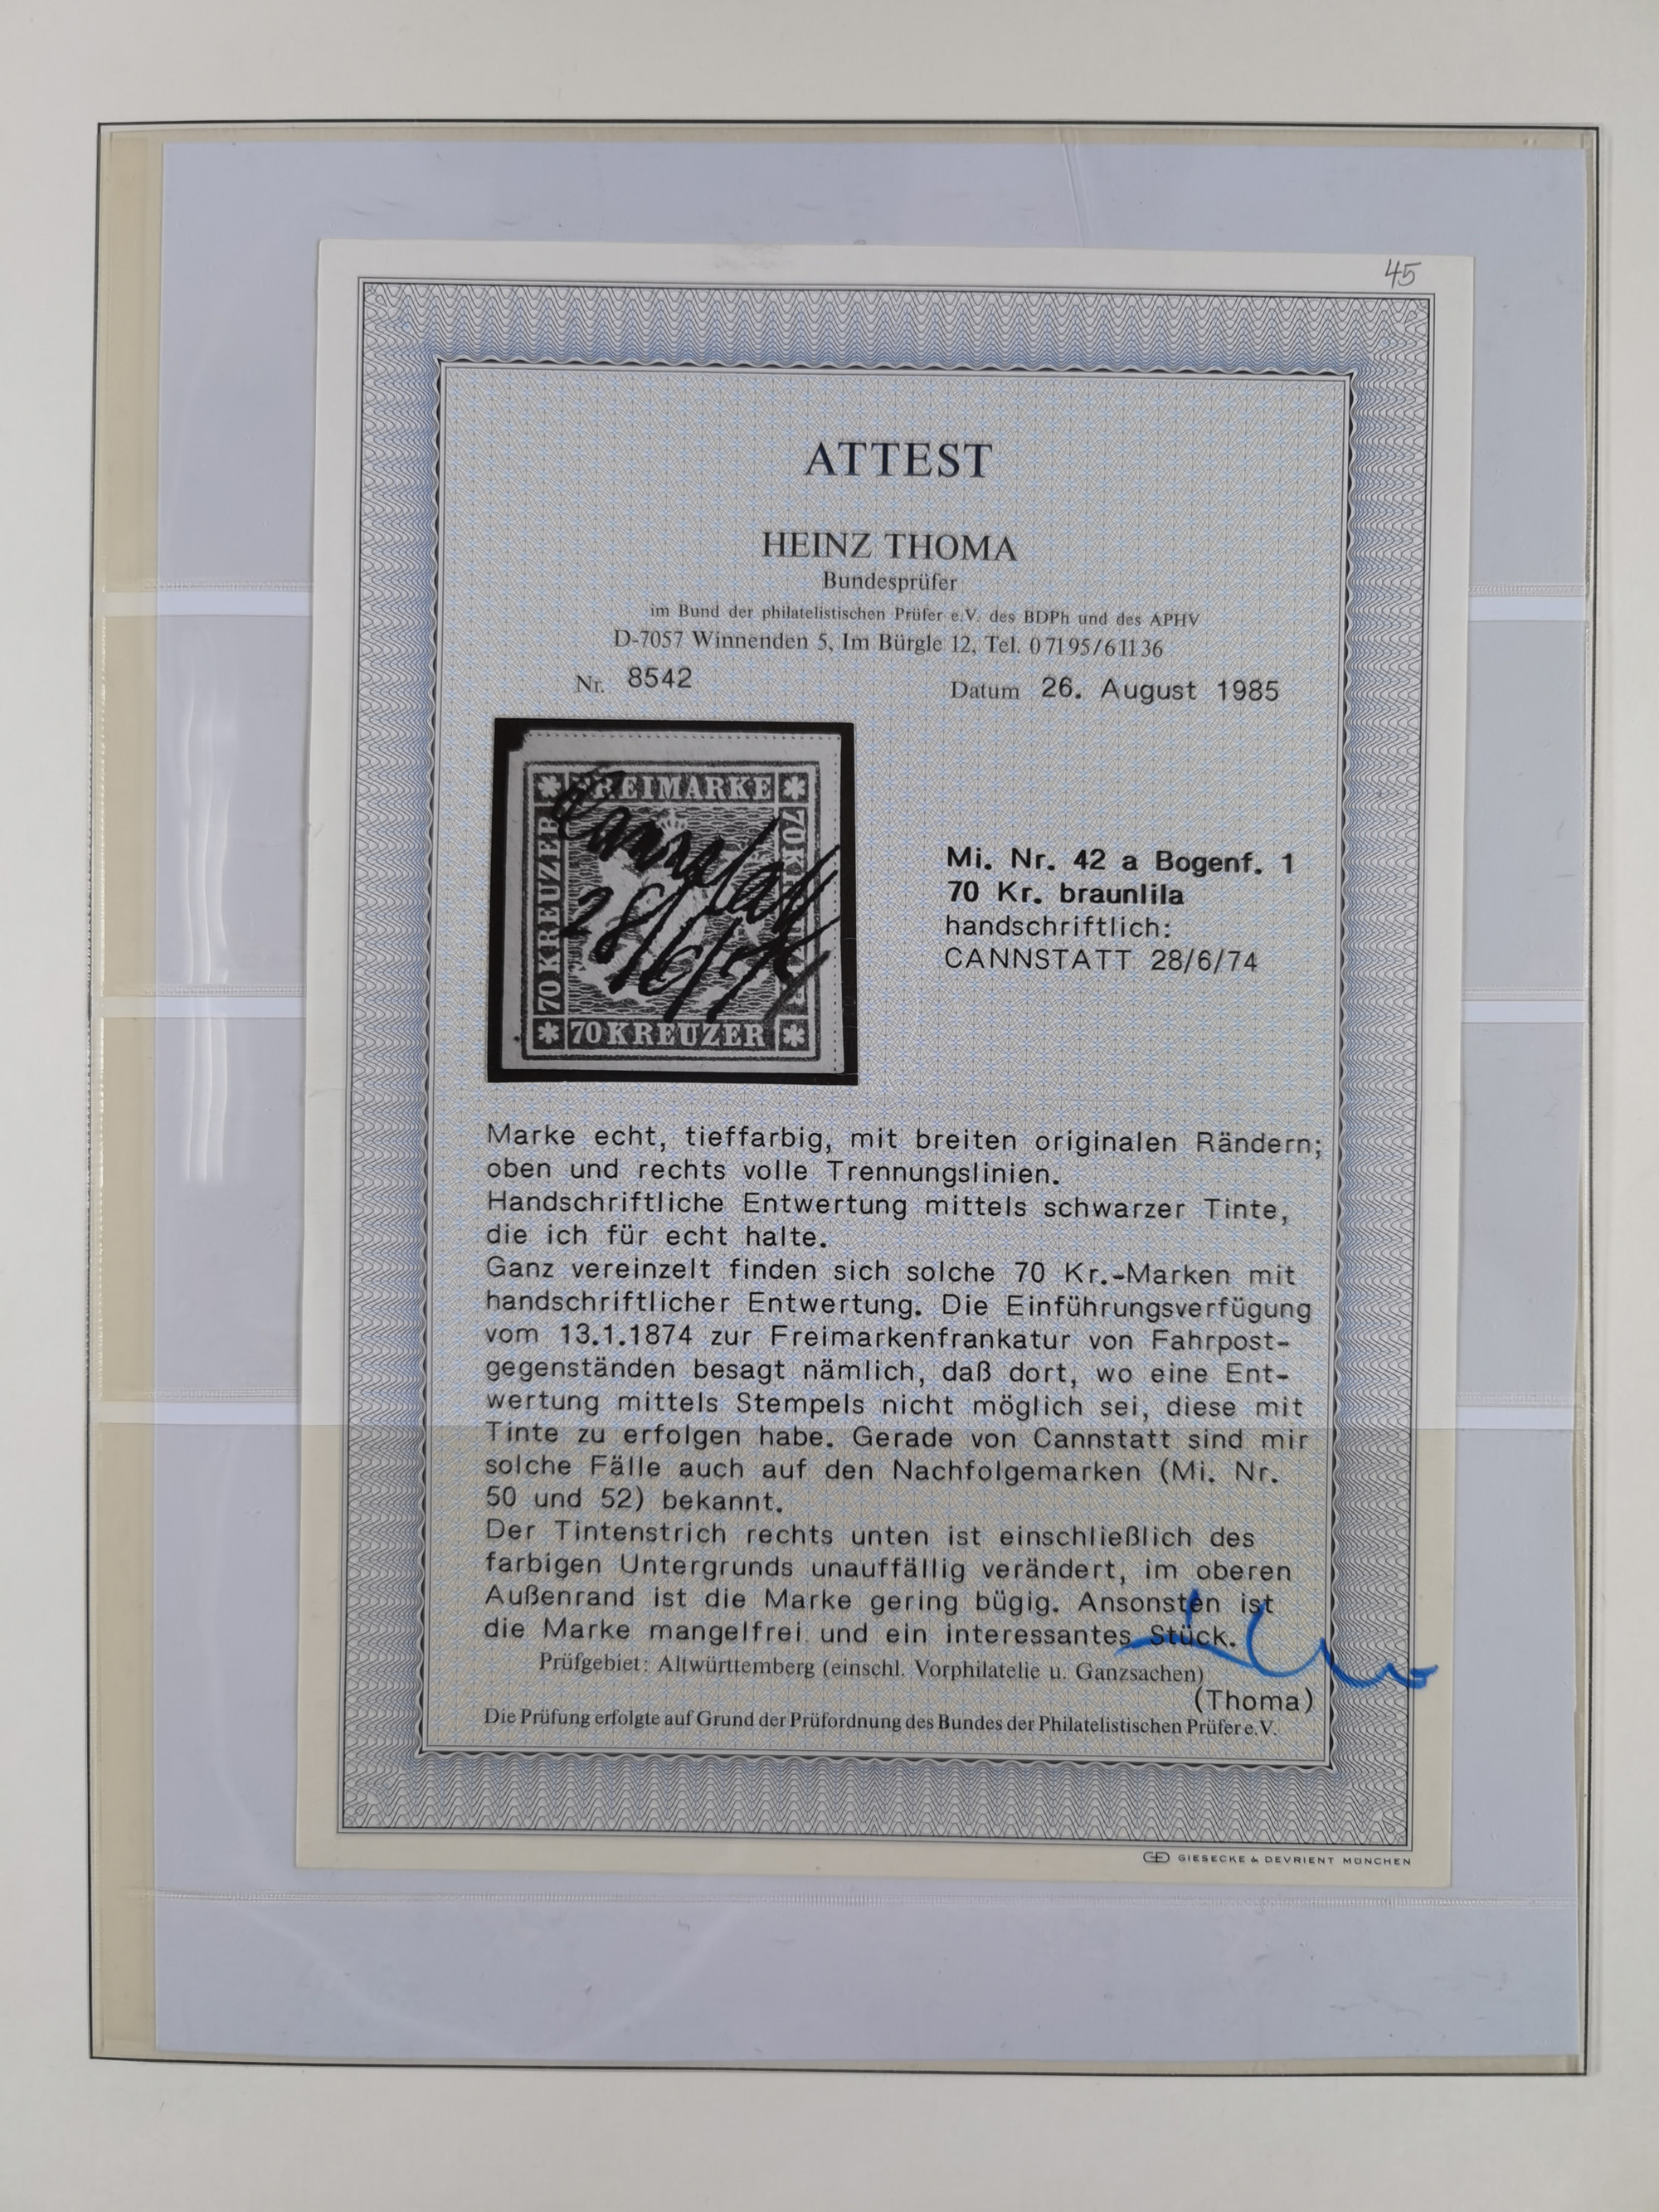 45
ATTEST
HEINZ THOMA
Bundesprüfer
im Bund der philatelistischen Prüfer e.V. des BDPh und des APHV
D-7057 Winnenden 5, Im Bürgle 12, Tel. 07195/61136
Nr. 8542 Datum 26. August 1985
FREIMARKE
70 KREUZER
70 K
70 KREUZER
Cannstatt
28/6/74
Mi. Nr. 42 a Bogenf. 1
70 Kr. braunlila
handschriftlich:
CANNSTATT 28/6/74
Marke echt, tieffarbig, mit breiten originalen Rändern;
oben und rechts volle Trennungslinien.
Handschriftliche Entwertung mittels schwarzer Tinte,
die ich für echt halte.
Ganz vereinzelt finden sich solche 70 Kr.-Marken mit
handschriftlicher Entwertung. Die Einführungsverfügung
vom 13.1.1874 zur Freimarkenfrankatur von Fahrpost-
gegenständen besagt nämlich, daß dort, wo eine Ent-
wertung mittels Stempels nicht möglich sei, diese mit
Tinte zu erfolgen habe. Gerade von Cannstatt sind mir
solche Fälle auch auf den Nachfolgemarken (Mi. Nr.
50 und 52) bekannt.
Der Tintenstrich rechts unten ist einschließlich des
farbigen Untergrunds unauffällig verändert, im oberen
Außenrand ist die Marke gering bügig. Ansonsten ist
die Marke mangelfrei und ein interessantes Stück.
Prüfgebiet: Altwürttemberg (einschl. Vorphilatelie u. Ganzsachen)
(Thoma)
Die Prüfung erfolgte auf Grund der Prüfordnung des Bundes der Philatelistischen Prüfer e.V.
GIESECKE & DEVRIENT MÜNCHEN